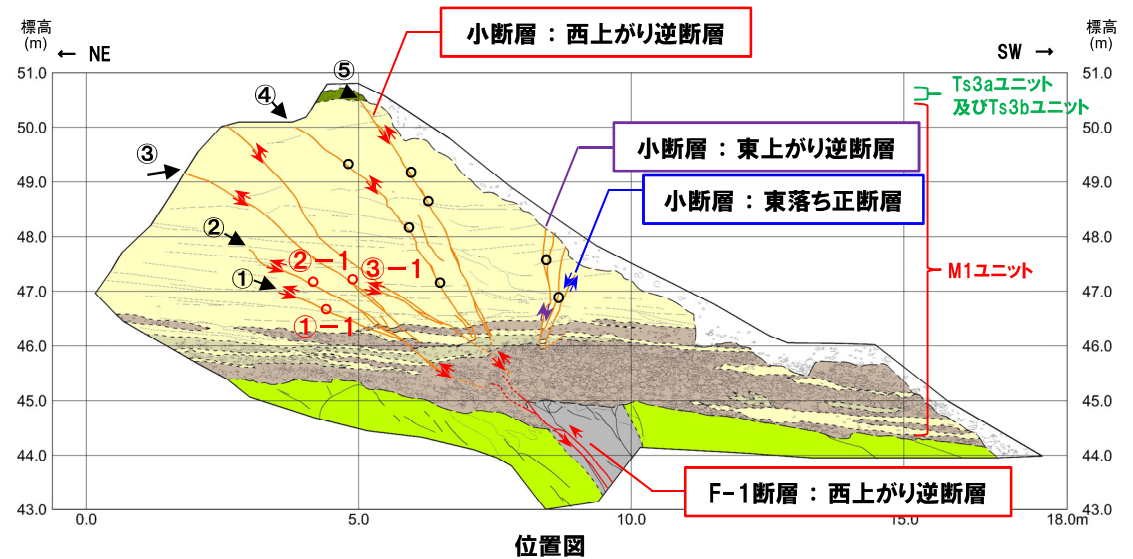 標高
(m)
← NE
SW →
標高
(m)
小断層 : 西上がり逆断層
小断層 : 東上がり逆断層
小断層 : 東落ち正断層
Ts3aユニット
及びTs3bユニット
M1ユニット
F-1断層 : 西上がり逆断層
⑤
④
③
②
①
②-1
③-1
①-1
51.0
50.0
49.0
48.0
47.0
46.0
45.0
44.0
43.0
51.0
50.0
49.0
48.0
47.0
46.0
45.0
44.0
43.0
0.0
5.0
10.0
15.0
18.0m
位置図